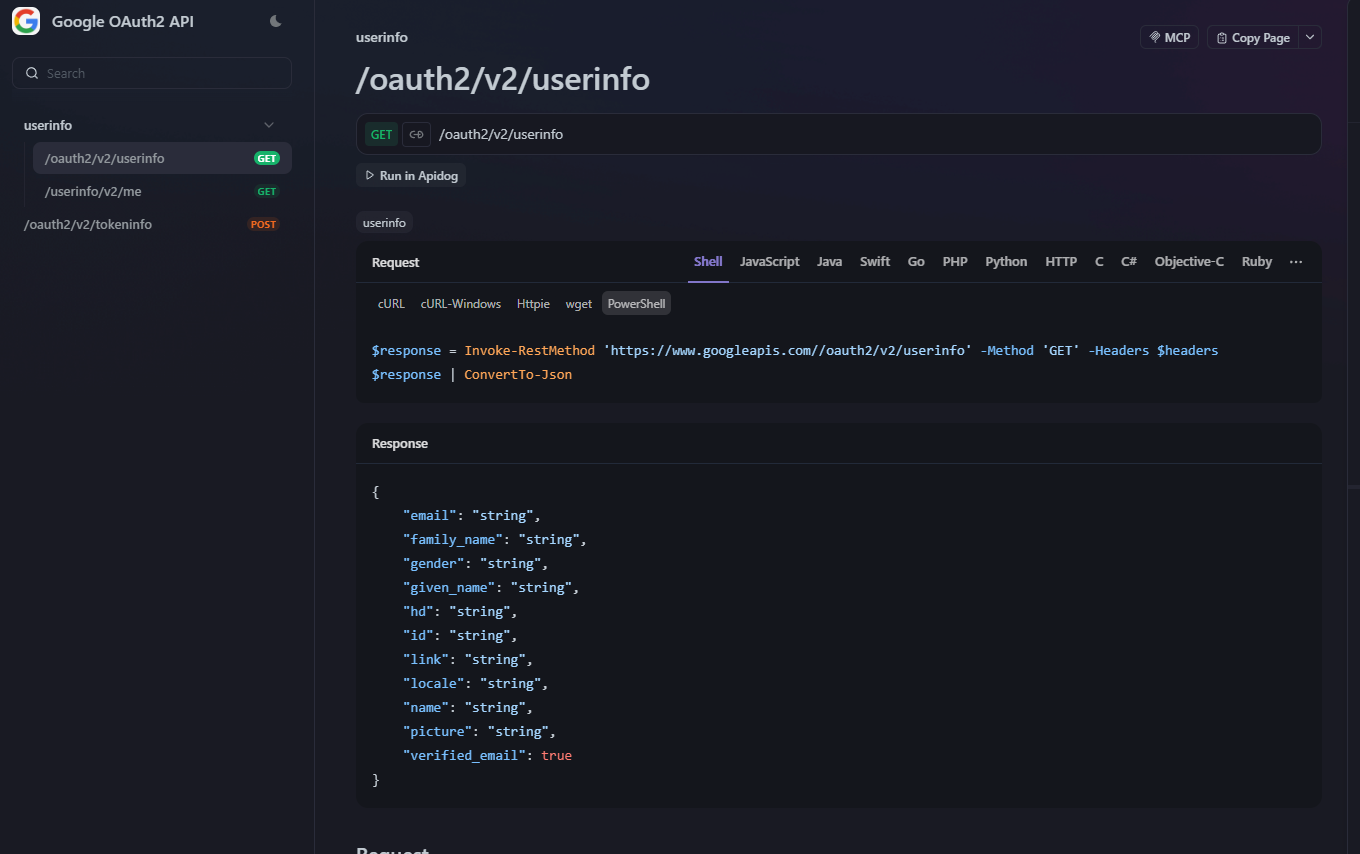 Google OAuth2 API
Search
userinfo
/oauth2/v2/userinfo GET
/userinfo/v2/me GET
/oauth2/v2/tokeninfo POST
userinfo
MCP
Copy Page
/oauth2/v2/userinfo
GET /oauth2/v2/userinfo
Run in Apidog
userinfo
Request Shell JavaScript Java Swift Go PHP Python HTTP C C# Objective-C Ruby ···
cURL cURL-Windows Httpie wget PowerShell
$response = Invoke-RestMethod 'https://www.googleapis.com//oauth2/v2/userinfo' -Method 'GET' -Headers $headers
$response | ConvertTo-Json
Response
{
    "email": "string",
    "family_name": "string",
    "gender": "string",
    "given_name": "string",
    "hd": "string",
    "id": "string",
    "link": "string",
    "locale": "string",
    "name": "string",
    "picture": "string",
    "verified_email": true
}
Request